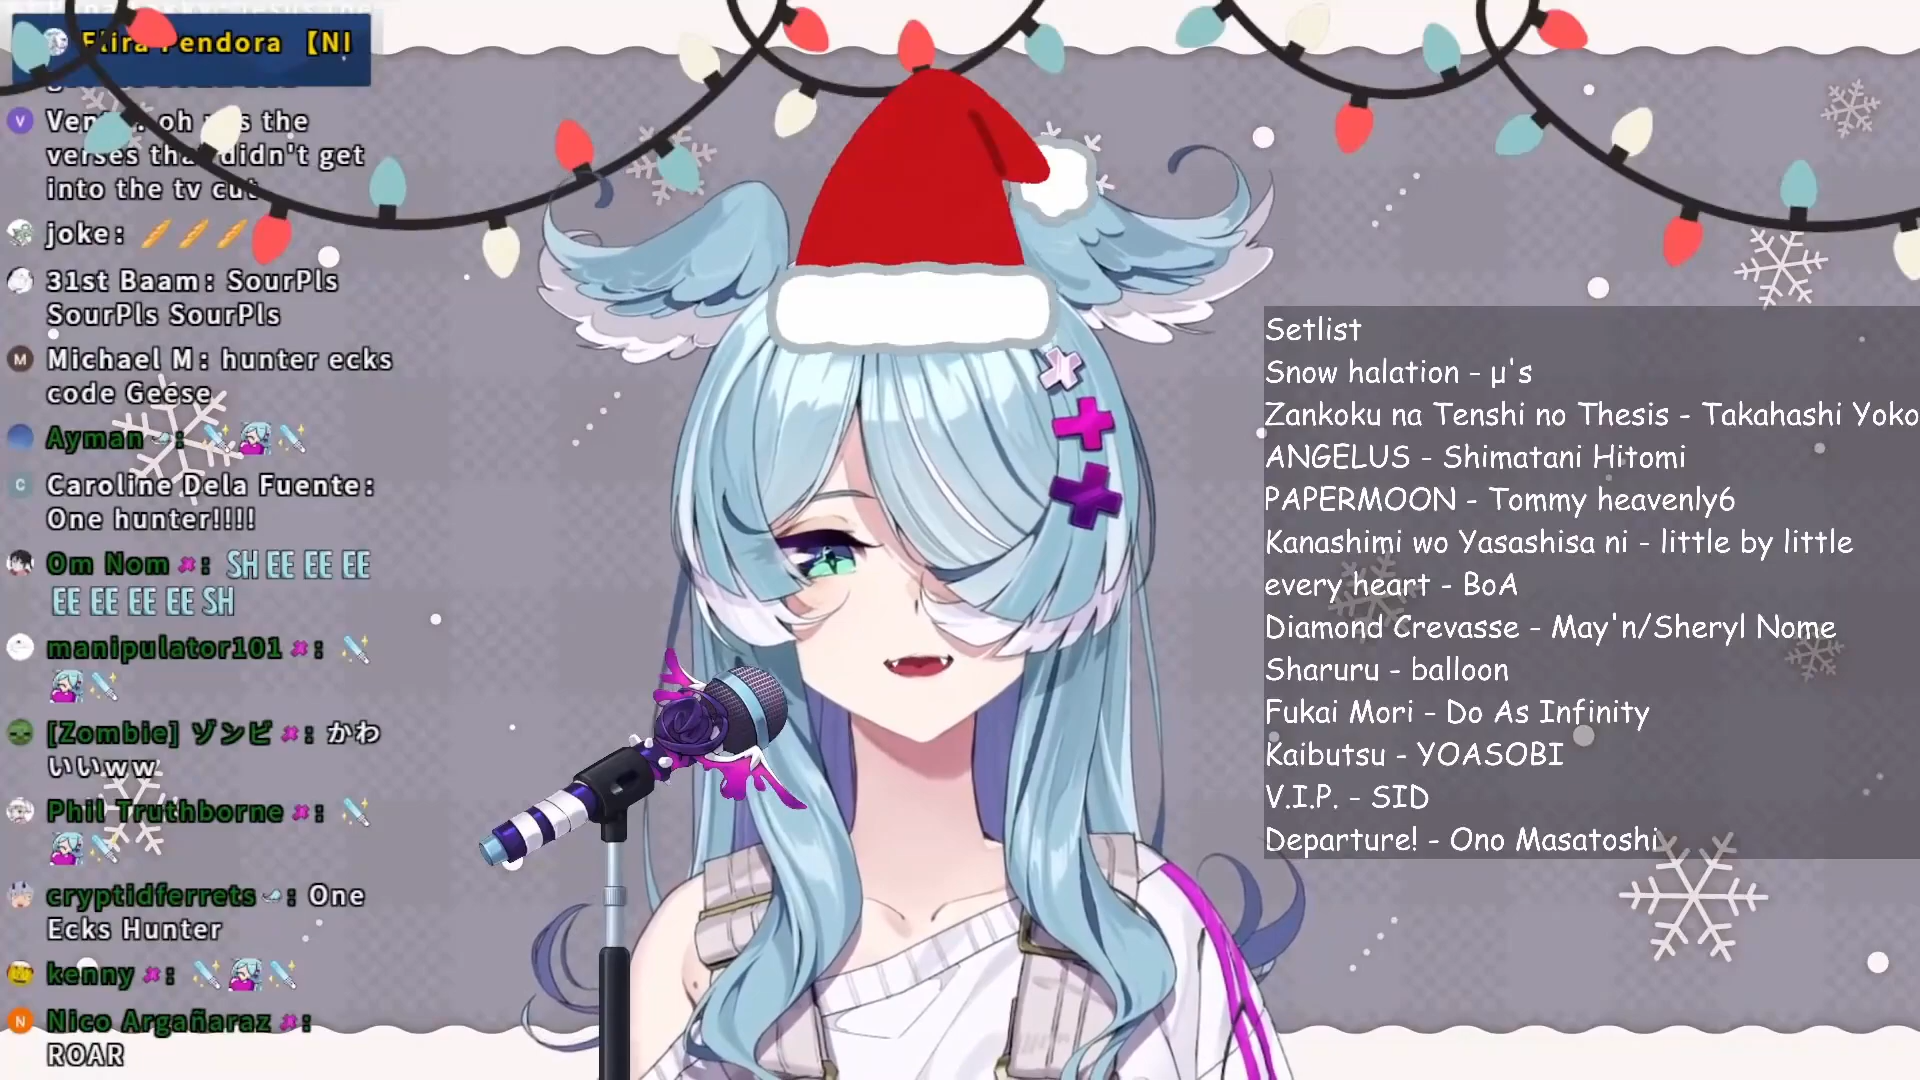 Elira Pendora 【NI
the
verses that didn't get
into the tv cut
joke:
31st Baam: SourPls
SourPls SourPls
Michael M: hunter ecks
code Geese
Ayman :
Caroline Dela Fuente:
One hunter!!!!
Om Nom : SH EE EE EE
EE EE EE EE SH
manipulator101 :
[Zombie] ゾンビ : かわ
いいww
Phil Truthborne :
cryptidferrets : One
Ecks Hunter
kenny :
Nico Argañaraz :
ROAR
Setlist
Snow halation - μ's
Zankoku na Tenshi no Thesis - Takahashi Yoko
ANGELUS - Shimatani Hitomi
PAPERMOON - Tommy heavenly6
Kanashimi wo Yasashisa ni - little by little
every heart - BoA
Diamond Crevasse - May'n/Sheryl Nome
Sharuru - balloon
Fukai Mori - Do As Infinity
Kaibutsu - YOASOBI
V.I.P. - SID
Departure! - Ono Masatoshi